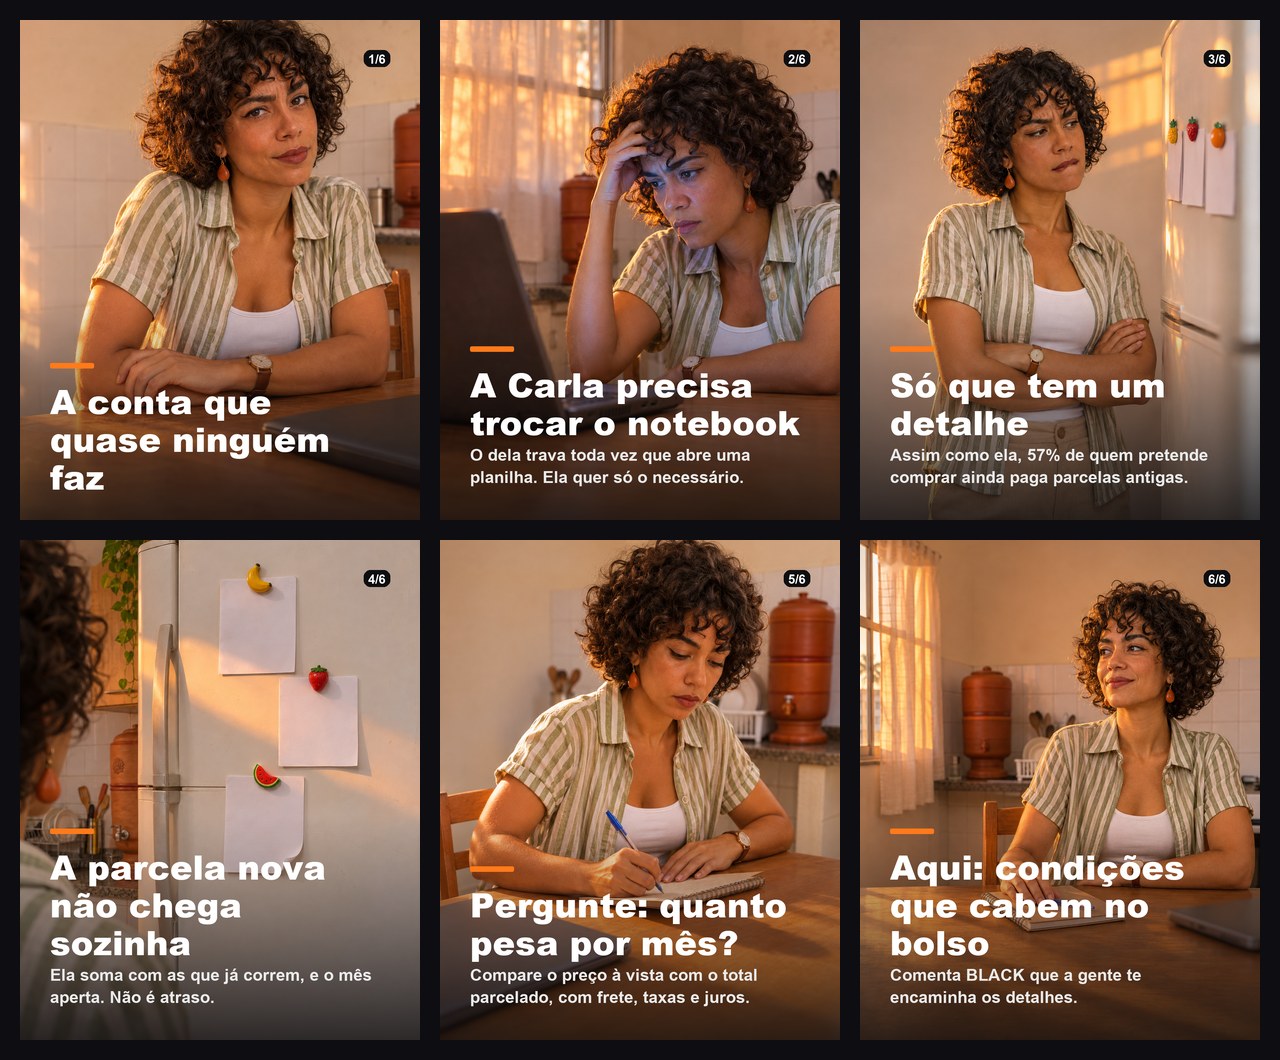 1/6
A conta que
quase ninguém
faz
2/6
A Carla precisa
trocar o notebook
O dela trava toda vez que abre uma
planilha. Ela quer só o necessário.
3/6
Só que tem um
detalhe
Assim como ela, 57% de quem pretende
comprar ainda paga parcelas antigas.
4/6
A parcela nova
não chega
sozinha
Ela soma com as que já correm, e o mês
aperta. Não é atraso.
5/6
Pergunte: quanto
pesa por mês?
Compare o preço à vista com o total
parcelado, com frete, taxas e juros.
6/6
Aqui: condições
que cabem no
bolso
Comenta BLACK que a gente te
encaminha os detalhes.